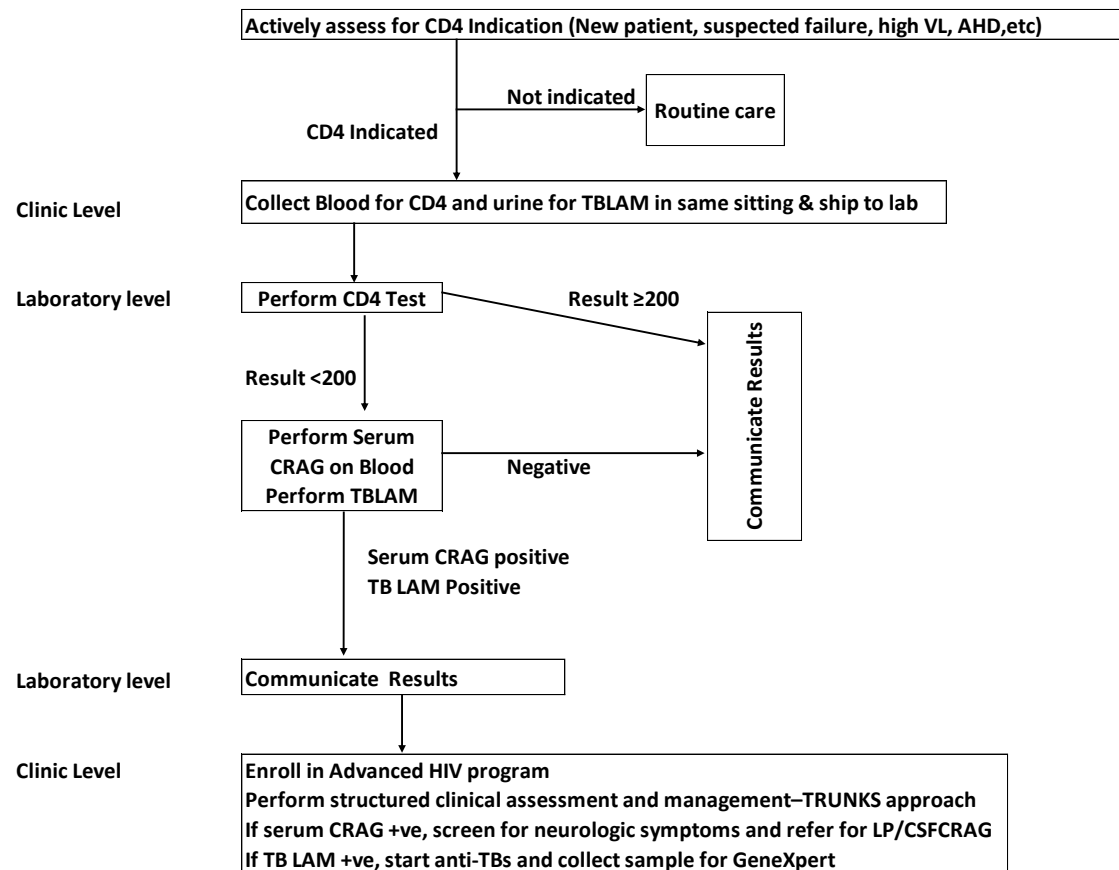 Actively assess for CD4 Indication (New patient, suspected failure, high VL, AHD,etc)
Not indicated
Routine care
CD4 Indicated
Clinic Level
Collect Blood for CD4 and urine for TBLAM in same sitting & ship to lab
Laboratory level
Perform CD4 Test
Result ≥200
Communicate Results
Result <200
Perform Serum
CRAG on Blood
Perform TBLAM
Negative
Serum CRAG positive
TB LAM Positive
Laboratory level
Communicate Results
Clinic Level
Enroll in Advanced HIV program
Perform structured clinical assessment and management–TRUNKS approach
If serum CRAG +ve, screen for neurologic symptoms and refer for LP/CSFCRAG
If TB LAM +ve, start anti-TBs and collect sample for GeneXpert